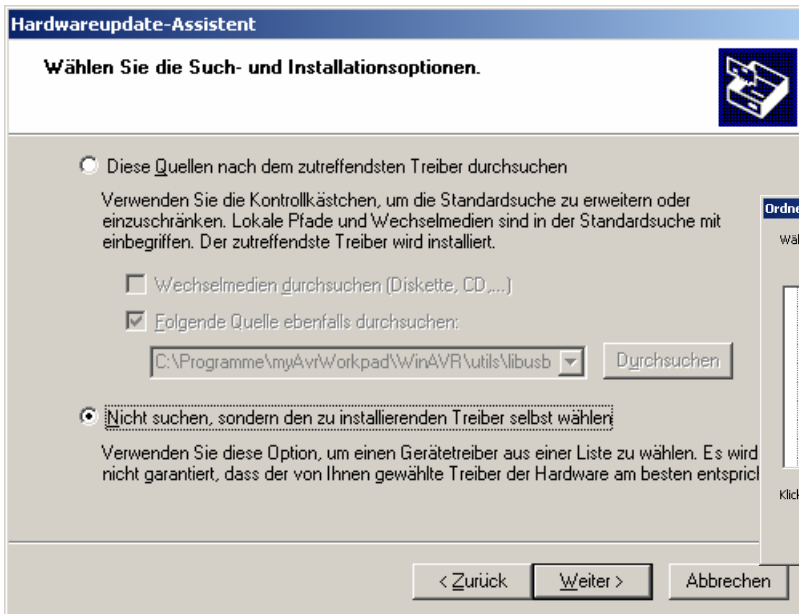 Hardwareupdate-Assistent
Wählen Sie die Such- und Installationsoptionen.
Diese Quellen nach dem zutreffendsten Treiber durchsuchen
Verwenden Sie die Kontrollkästchen, um die Standardsuche zu erweitern oder
einzuschränken. Lokale Pfade und Wechselmedien sind in der Standardsuche mit
einbegriffen. Der zutreffendste Treiber wird installiert.
Wechselmedien durchsuchen (Diskette, CD,...)
Folgende Quelle ebenfalls durchsuchen:
C:\Programme\myAvrWorkpad\WinAVR\utils\libusb
Durchsuchen
Nicht suchen, sondern den zu installierenden Treiber selbst wählen
Verwenden Sie diese Option, um einen Gerätetreiber aus einer Liste zu wählen. Es wird
nicht garantiert, dass der von Ihnen gewählte Treiber der Hardware am besten
< Zurück
Weiter >
Abbrechen